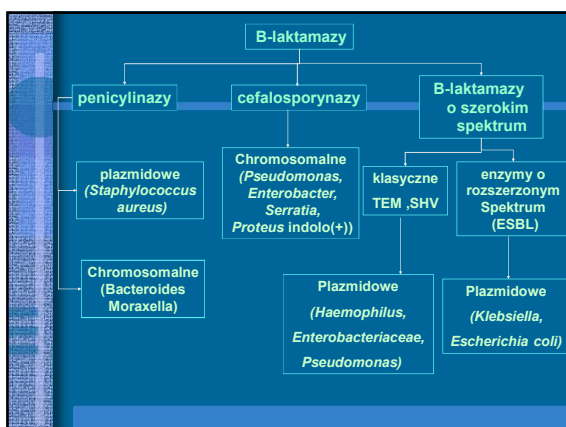 B-laktamazy
penicylinazy
cefalosporynazy
B-laktamazy
o szerokim
spektrum
plazmidowe
(Staphylococcus
aureus)
Chromosomalne
(Bacteroides
Moraxella)
Chromosomalne
(Pseudomonas,
Enterobacter,
Serratia,
Proteus indolo(+))
klasyczne
TEM ,SHV
enzymy o
rozszerzonym
Spektrum
(ESBL)
Plazmidowe
(Haemophilus,
Enterobacteriaceae,
Pseudomonas)
Plazmidowe
(Klebsiella,
Escherichia coli)